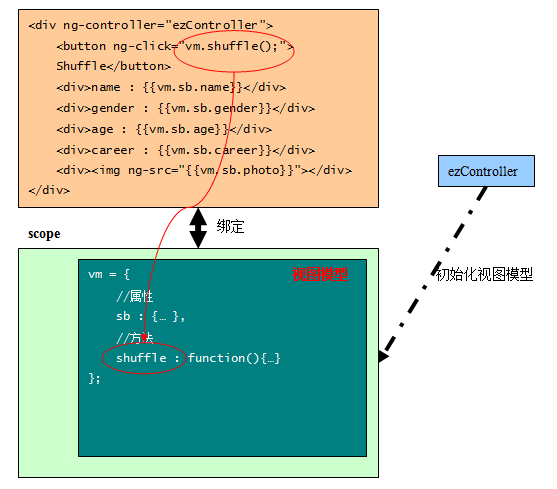 <div ng-controller="ezController">
<button ng-click="vm.shuffle();">
Shuffle</button>
<div>name : {{vm.sb.name}}</div>
<div>gender : {{vm.sb.gender}}</div>
<div>age : {{vm.sb.age}}</div>
<div>career : {{vm.sb.career}}</div>
<div><img ng-src="{{vm.sb.photo}}"></div>
</div>
ezController
绑定
scope
视图模型
初始化视图模型
vm = {
//属性
sb : {… },
//方法
shuffle : function(){…}
};